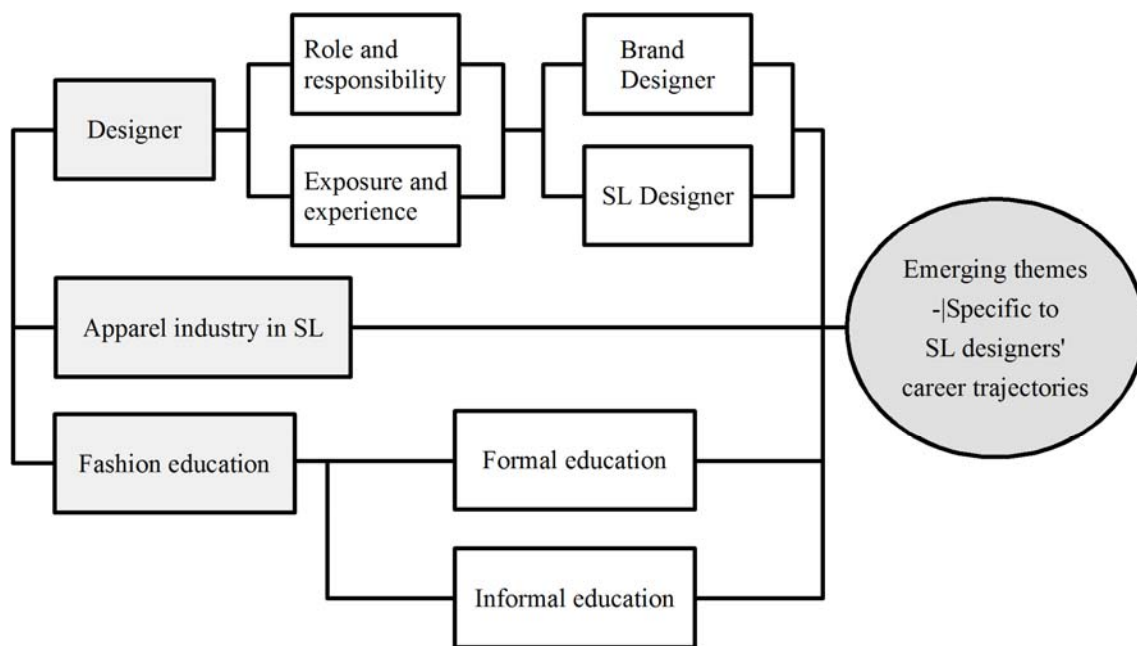 Role and
responsibility
Brand
Designer
Designer
Exposure and
experience
SL Designer
Apparel industry in SL
Emerging themes
-|Specific to
SL designers'
career trajectories
Fashion education
Formal education
Informal education